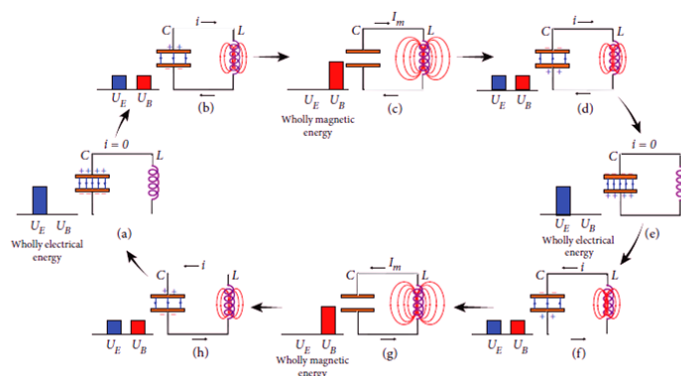 i
C
L
U_E U_B
(b)
I_m
C
L
U_E U_B
Wholly magnetic
energy
(c)
i
C
L
U_E U_B
(d)
i = 0
C
L
U_E U_B
Wholly electrical
energy
(a)
i=0
C
U_E U_B
Wholly electrical
energy
(e)
i
C
L
U_E U_B
(h)
I_m
C
L
U_E U_B
Wholly magnetic
energy
(g)
i
C
L
U_E U_B
(f)